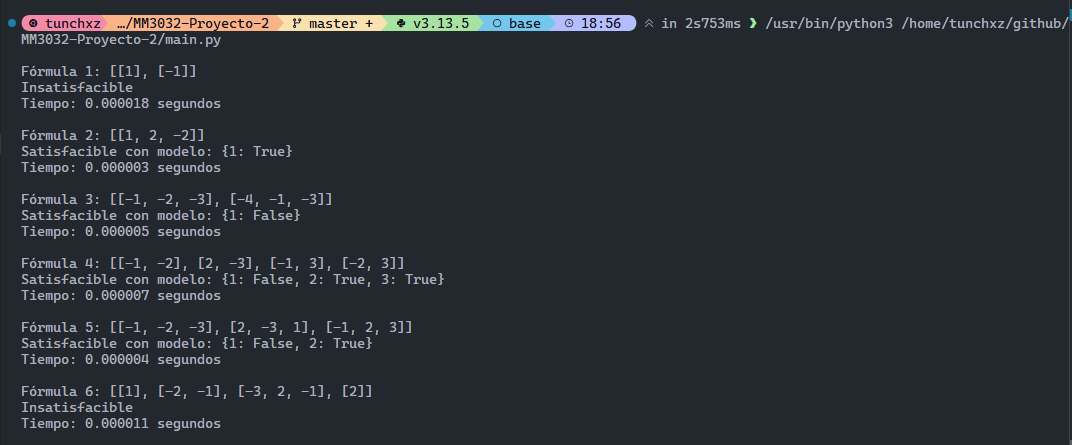 tunchxz …/MM3032-Proyecto-2 master + v3.13.5 base 18:56 in 2s753ms ❯ /usr/bin/python3 /home/tunchxz/github/
MM3032-Proyecto-2/main.py
Fórmula 1: [[1], [-1]]
Insatisfacible
Tiempo: 0.000018 segundos
Fórmula 2: [[1, 2, -2]]
Satisfacible con modelo: {1: True}
Tiempo: 0.000003 segundos
Fórmula 3: [[-1, -2, -3], [-4, -1, -3]]
Satisfacible con modelo: {1: False}
Tiempo: 0.000005 segundos
Fórmula 4: [[-1, -2], [2, -3], [-1, 3], [-2, 3]]
Satisfacible con modelo: {1: False, 2: True, 3: True}
Tiempo: 0.000007 segundos
Fórmula 5: [[-1, -2, -3], [2, -3, 1], [-1, 2, 3]]
Satisfacible con modelo: {1: False, 2: True}
Tiempo: 0.000004 segundos
Fórmula 6: [[1], [-2, -1], [-3, 2, -1], [2]]
Insatisfacible
Tiempo: 0.000011 segundos